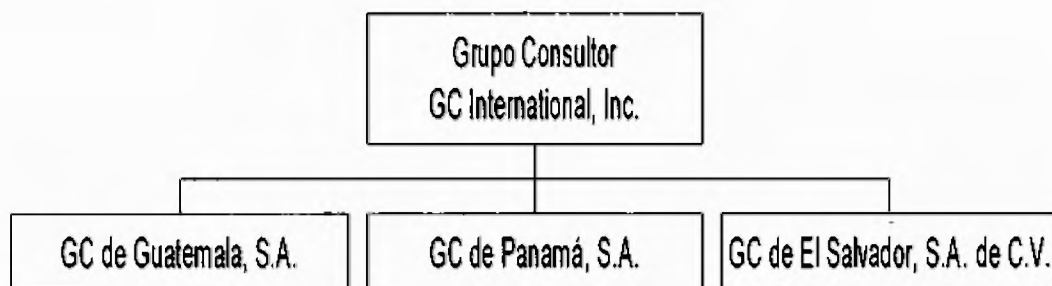 Grupo Consultor
GC International, Inc.
GC de Guatemala, S.A.
GC de Panamá, S.A.
GC de El Salvador, S.A. de C.V.